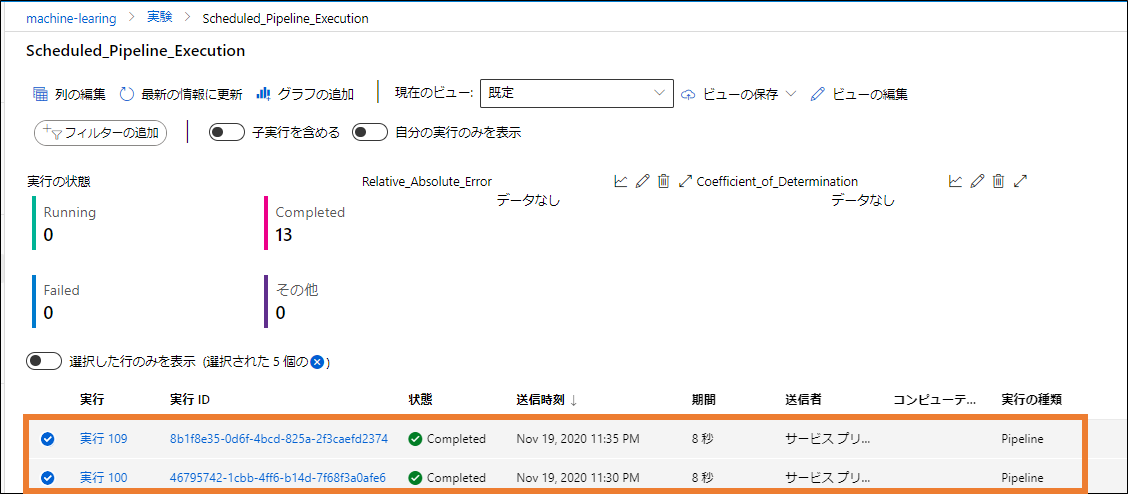 machine-learing > 実験 > Scheduled_Pipeline_Execution
Scheduled_Pipeline_Execution
列の編集 最新の情報に更新 グラフの追加 現在のビュー: 既定 ビューの保存 ビューの編集
フィルターの追加 子実行を含める 自分の実行のみを表示
実行の状態 Relative_Absolute_Error Coefficient_of_Determination
データなし データなし
Running Completed
0 13
Failed その他
0 0
選択した行のみを表示 (選択された 5 個の)
実行 実行 ID 状態 送信時刻 ↓ 期間 送信者 コンピューテ... 実行の種類
実行 109 8b1f8e35-0d6f-4bcd-825a-2f3caefd2374 Completed Nov 19, 2020 11:35 PM 8 秒 サービス プリ... Pipeline
実行 100 46795742-1cbb-4ff6-b14d-7f68f3a0afe6 Completed Nov 19, 2020 11:30 PM 8 秒 サービス プリ... Pipeline